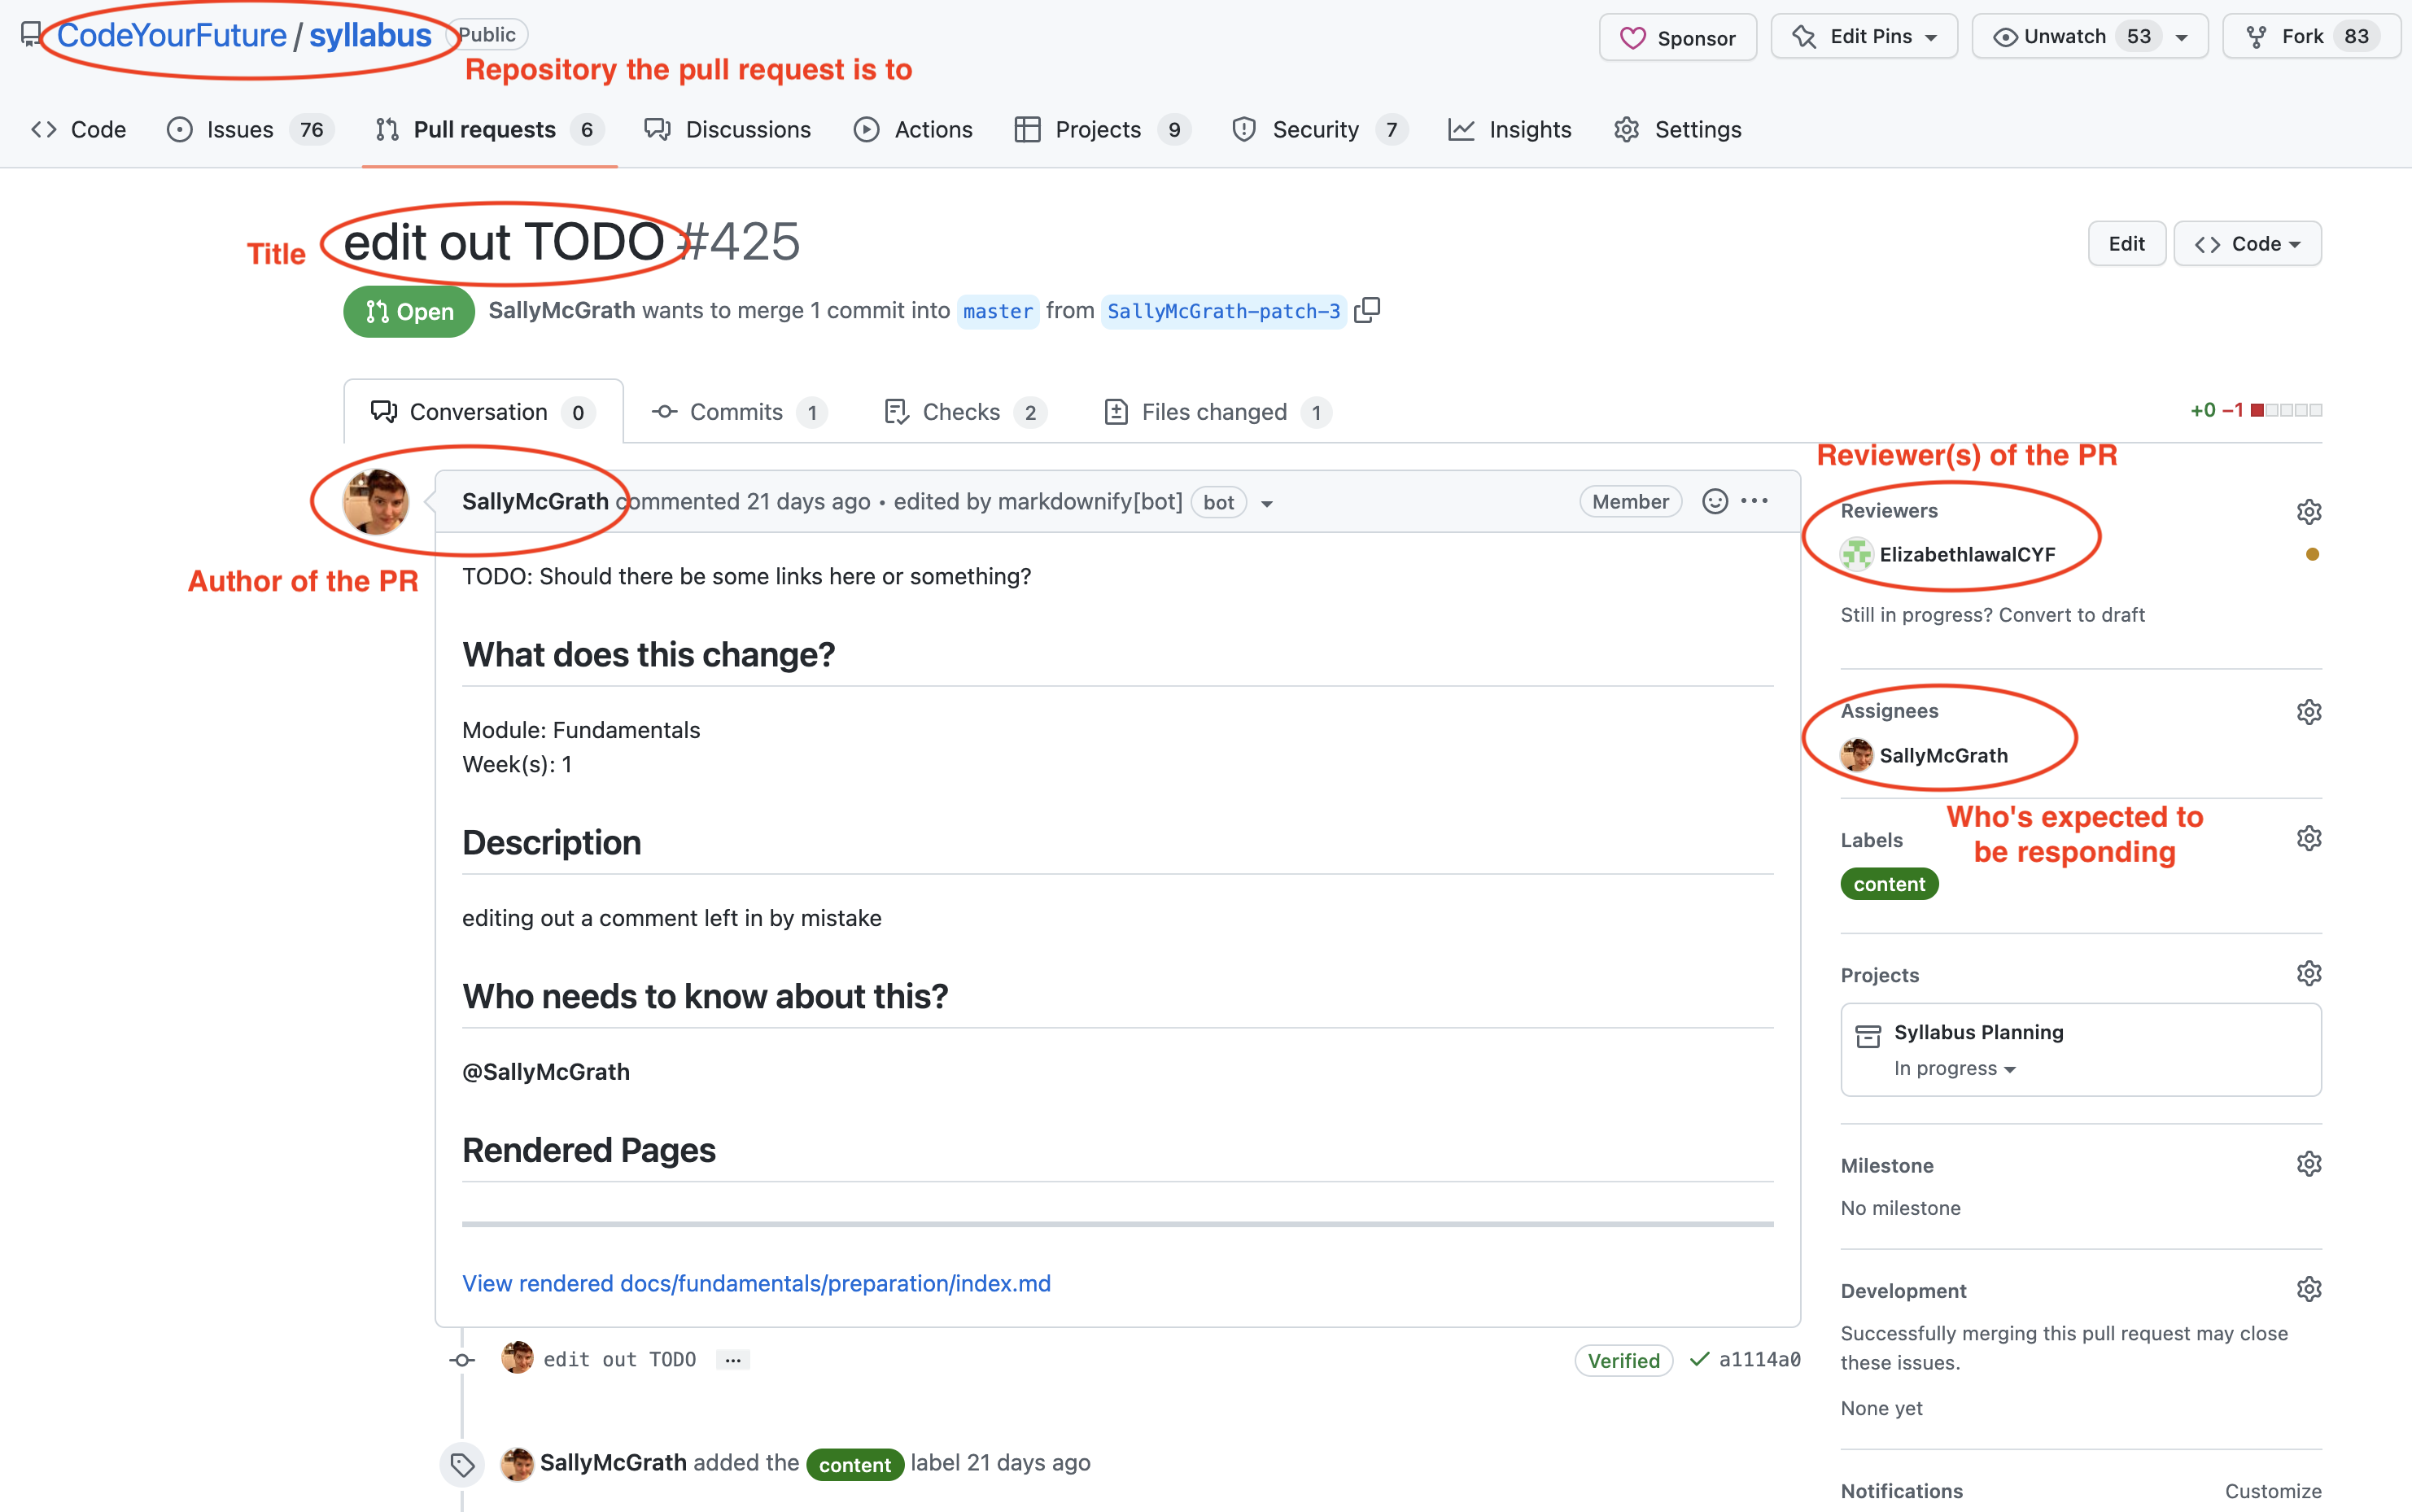 CodeYourFuture / syllabus Public
Sponsor Edit Pins Unwatch 53 Fork 83
Repository the pull request is to
Code Issues 76 Pull requests 6 Discussions Actions Projects 9 Security 7 Insights Settings
Title edit out TODO #425
Edit Code
Open SallyMcGrath wants to merge 1 commit into master from SallyMcGrath-patch-3
Conversation 0 Commits 1 Checks 2 Files changed 1
+0 −1
SallyMcGrath commented 21 days ago • edited by markdownify[bot] bot Member
Author of the PR
TODO: Should there be some links here or something?
What does this change?
Module: Fundamentals
Week(s): 1
Description
editing out a comment left in by mistake
Who needs to know about this?
@SallyMcGrath
Rendered Pages
View rendered docs/fundamentals/preparation/index.md
edit out TODO ... Verified a1114a0
SallyMcGrath added the content label 21 days ago
Reviewer(s) of the PR
Reviewers
ElizabethlawalCYF
Still in progress? Convert to draft
Assignees
SallyMcGrath
Who's expected to
be responding
Labels
content
Projects
Syllabus Planning
In progress
Milestone
No milestone
Development
Successfully merging this pull request may close
these issues.
None yet
Notifications Customize